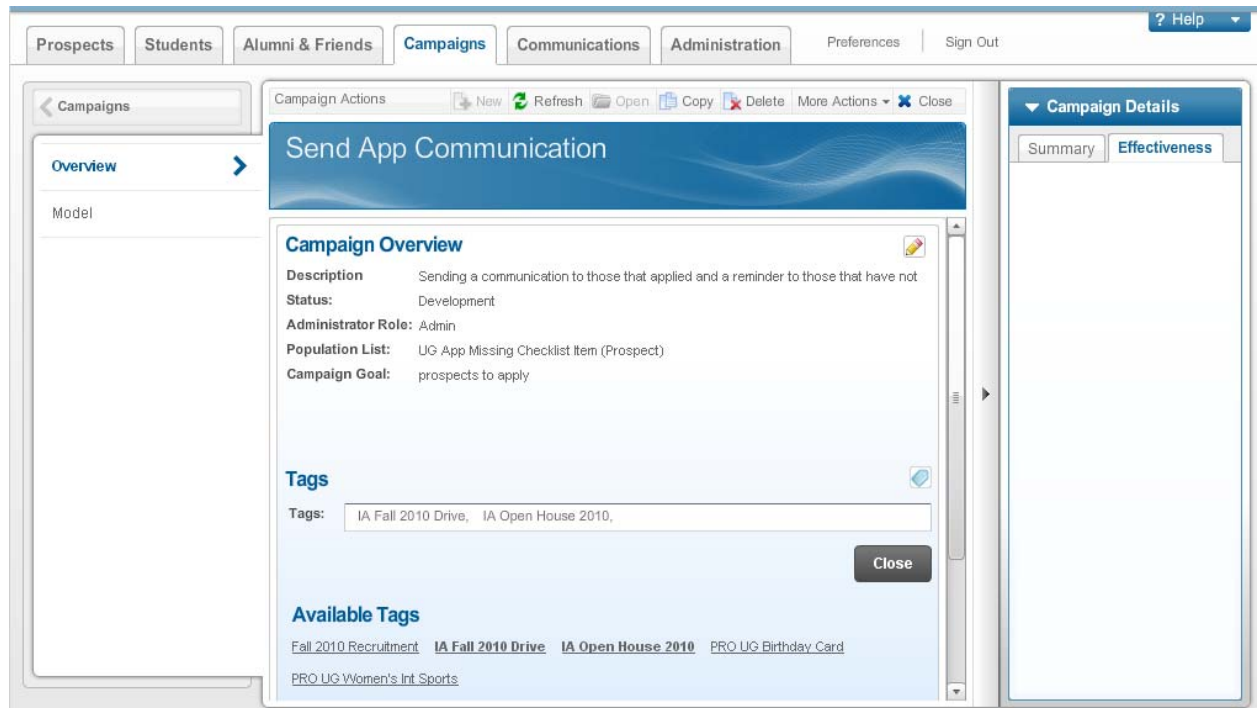 ? Help
Prospects Students Alumni & Friends Campaigns Communications Administration Preferences Sign Out
Campaigns
Overview
Model
Campaign Actions New Refresh Open Copy Delete More Actions Close
Send App Communication
Campaign Overview
Description Sending a communication to those that applied and a reminder to those that have not
Status: Development
Administrator Role: Admin
Population List: UG App Missing Checklist Item (Prospect)
Campaign Goal: prospects to apply
Tags
Tags: IA Fall 2010 Drive, IA Open House 2010,
Close
Available Tags
Fall 2010 Recruitment IA Fall 2010 Drive IA Open House 2010 PRO UG Birthday Card
PRO UG Women's Int Sports
Campaign Details
Summary Effectiveness